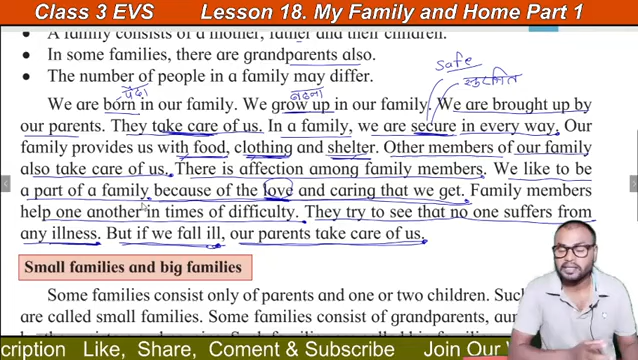 Class 3 EVS Lesson 18. My Family and Home Part 1
A family consists of a mother, father and their children.
• In some families, there are grandparents also.
• The number of people in a family may differ.
Safe
पैदा बढ़ना सुरक्षित
We are born in our family. We grow up in our family. We are brought up by
our parents. They take care of us. In a family, we are secure in every way. Our
family provides us with food, clothing and shelter. Other members of our family
also take care of us. There is affection among family members. We like to be
a part of a family because of the love and caring that we get. Family members
help one another in times of difficulty. They try to see that no one suffers from
any illness. But if we fall ill, our parents take care of us.
Small families and big families
Some families consist only of parents and one or two children. Such
are called small families. Some families consist of grandparents, aun
cription Like, Share, Coment & Subscribe Join Our W